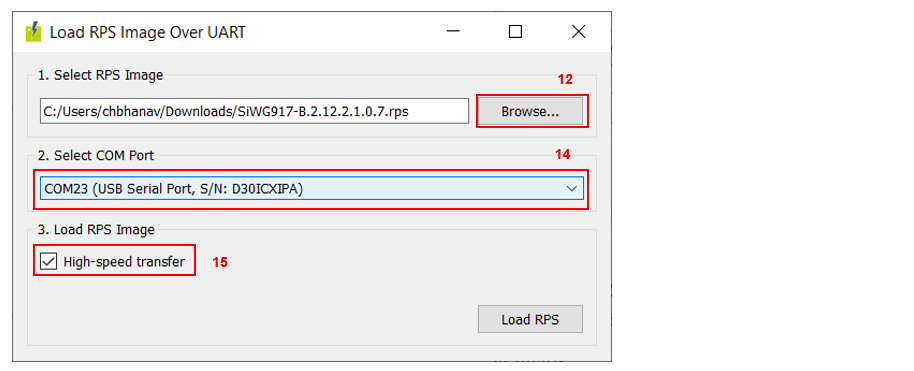 Load RPS Image Over UART
1. Select RPS Image
12
C:/Users/chbhanav/Downloads/SiWG917-B.2.12.2.1.0.7.rps
Browse...
2. Select COM Port
14
COM23 (USB Serial Port, S/N: D30ICXIPA)
3. Load RPS Image
High-speed transfer
15
Load RPS